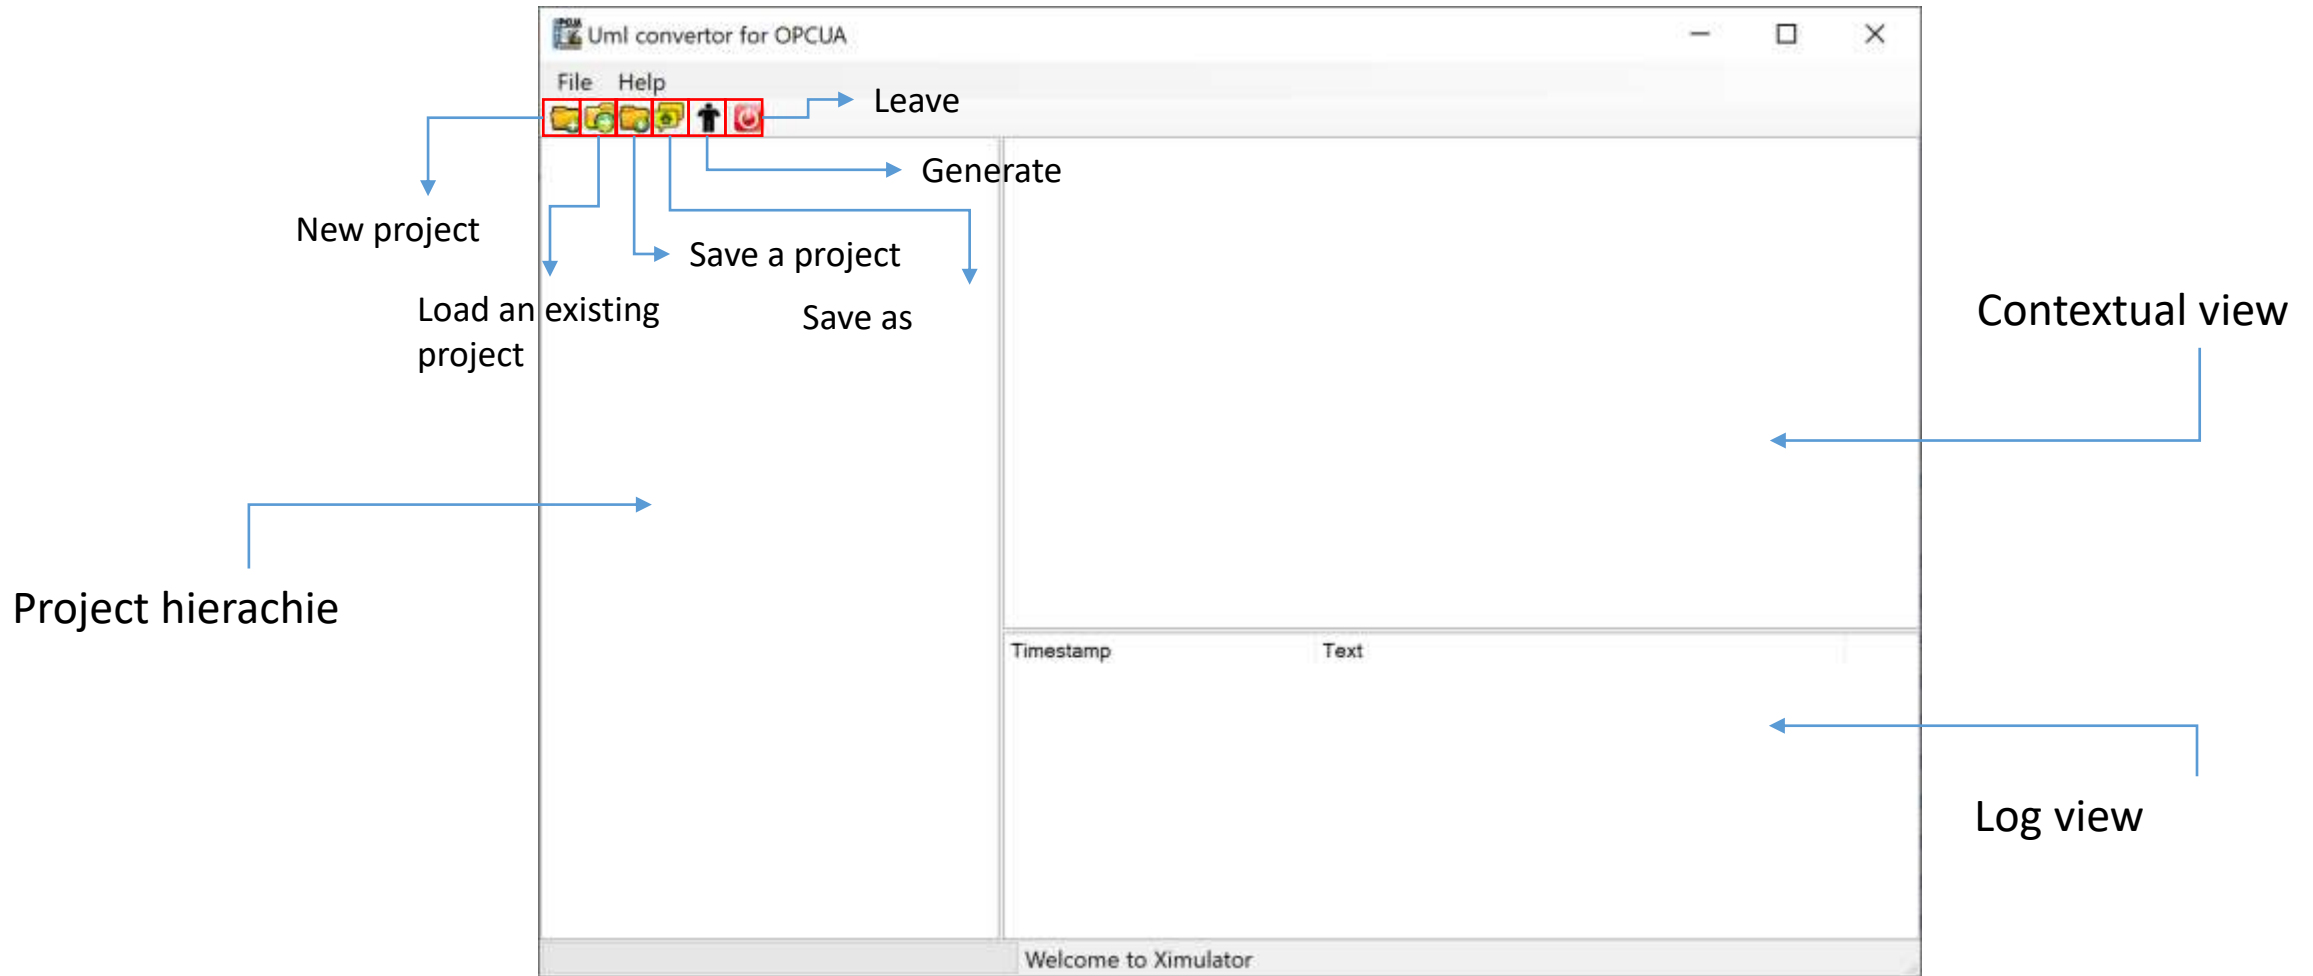 Uml convertor for OPCUA
File Help
Leave
Generate
New project
Save a project
Load an existing
project
Save as
Contextual view
Project hierachie
Timestamp Text
Log view
Welcome to Ximulator